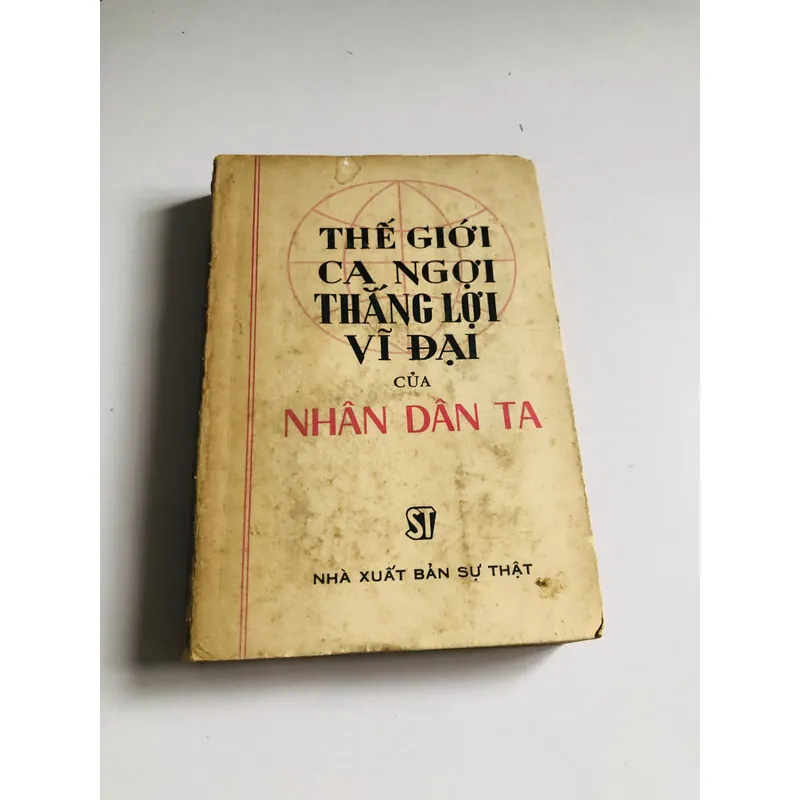 THẾ GIỚI
CA NGỢI
THẮNG LỢI
VĨ ĐẠI
CỦA
NHÂN DÂN TA
ST
NHÀ XUẤT BẢN SỰ THẬT